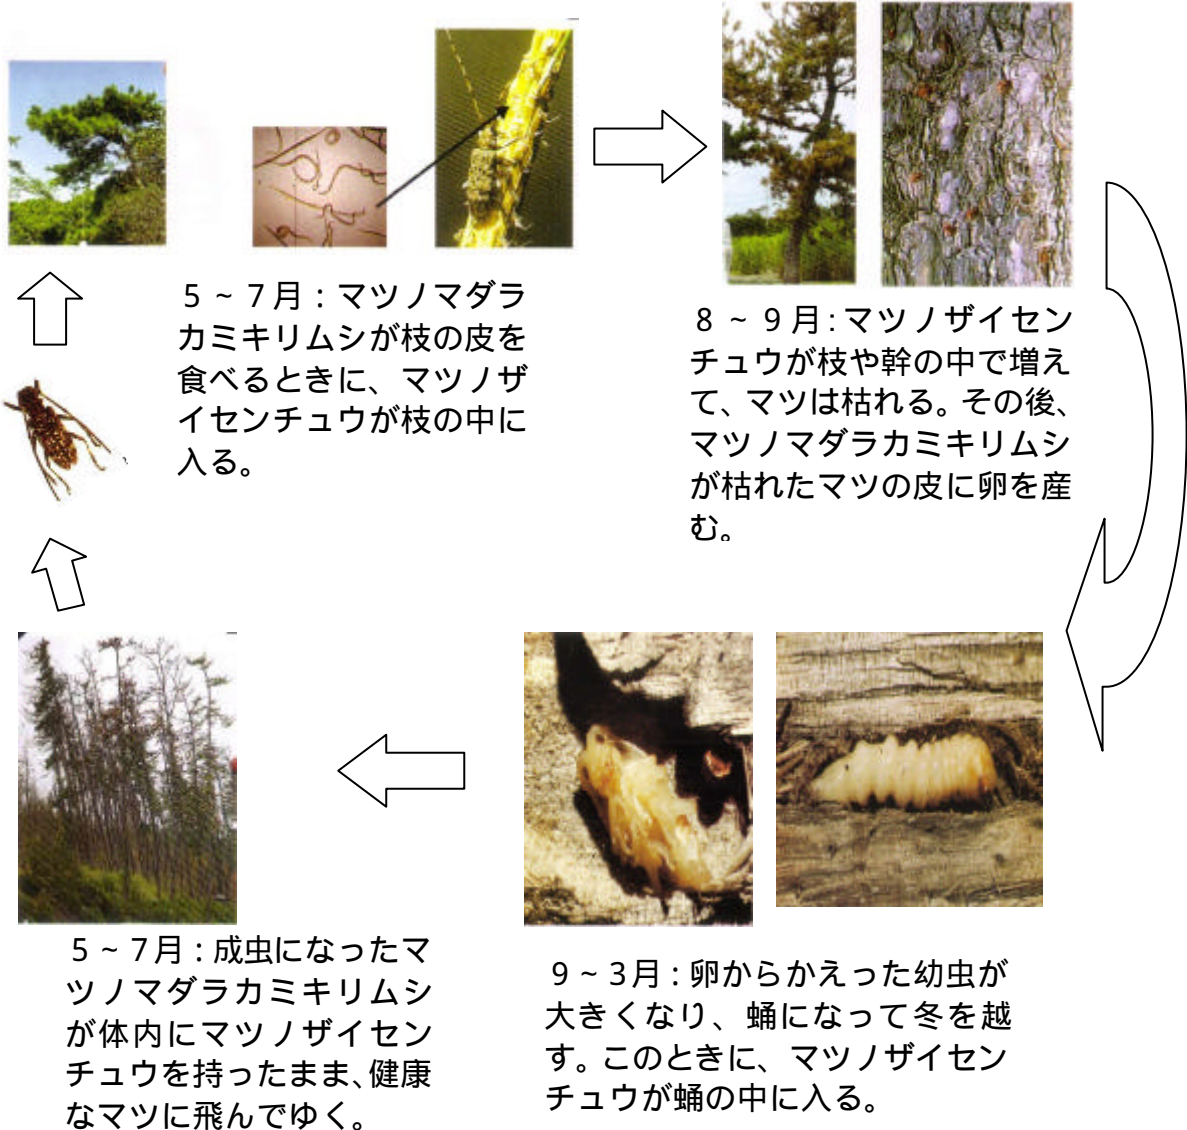 ５～７月：マツノマダラ
カミキリムシが枝の皮を
食べるときに、マツノザ
イセンチュウが枝の中に
入る。
８～９月：マツノザイセン
チュウが枝や幹の中で増え
て、マツは枯れる。その後、
マツノマダラカミキリムシ
が枯れたマツの皮に卵を産
む。
９～３月：卵からかえった幼虫が
大きくなり、蛹になって冬を越
す。このときに、マツノザイセン
チュウが蛹の中に入る。
５～７月：成虫になったマ
ツノマダラカミキリムシ
が体内にマツノザイセン
チュウを持ったまま、健康
なマツに飛んでゆく。